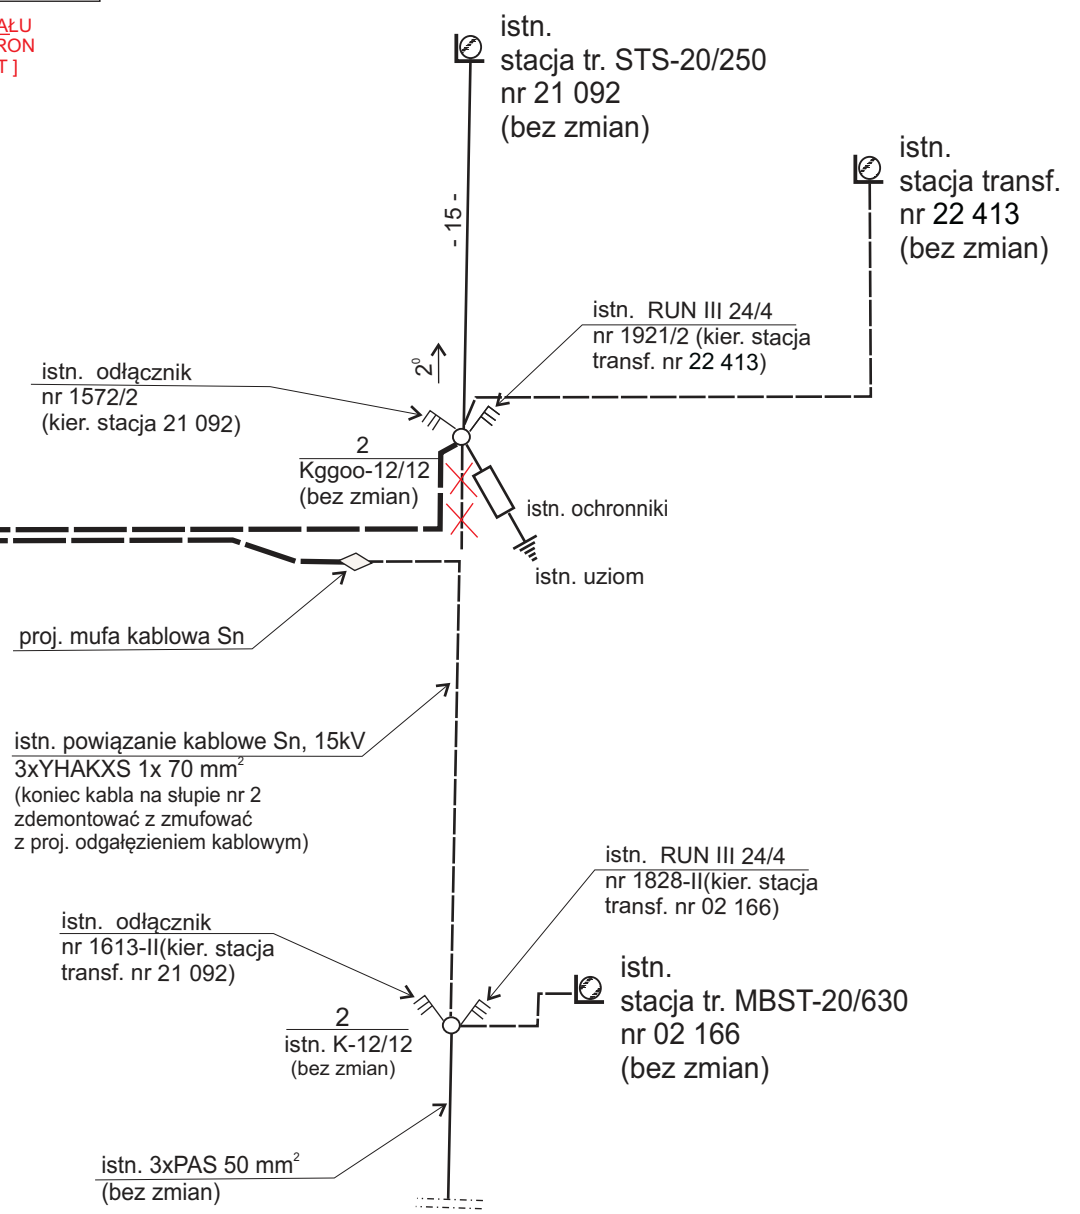 AŁU
RON
T ]
istn.
stacja tr. STS-20/250
nr 21 092
(bez zmian)
istn.
stacja transf.
nr 22 413
(bez zmian)
- 15 -
istn. RUN III 24/4
nr 1921/2 (kier. stacja
transf. nr 22 413)
2⁰
istn. odłącznik
nr 1572/2
(kier. stacja 21 092)
2
Kggoo-12/12
(bez zmian)
istn. ochronniki
istn. uziom
proj. mufa kablowa Sn
istn. powiązanie kablowe Sn, 15kV
3xYHAKXS 1x 70 mm²
(koniec kabla na słupie nr 2
zdemontować z zmufować
z proj. odgałęzieniem kablowym)
istn. RUN III 24/4
nr 1828-II(kier. stacja
transf. nr 02 166)
istn. odłącznik
nr 1613-II(kier. stacja
transf. nr 21 092)
istn.
stacja tr. MBST-20/630
nr 02 166
(bez zmian)
2
istn. K-12/12
(bez zmian)
istn. 3xPAS 50 mm²
(bez zmian)